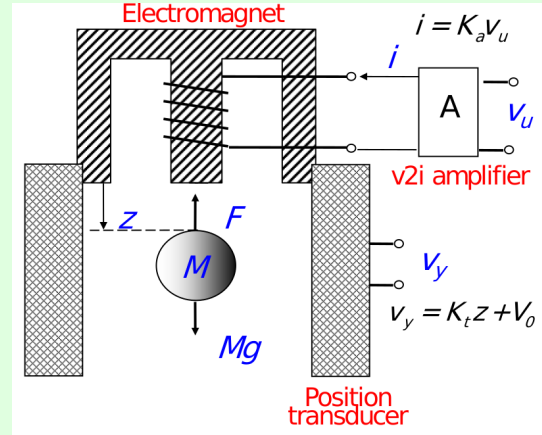 Electromagnet
i = K_a v_u
i
A
v_u
v2i amplifier
z
F
M
v_y
v_y = K_t z + V_0
Mg
Position
transducer